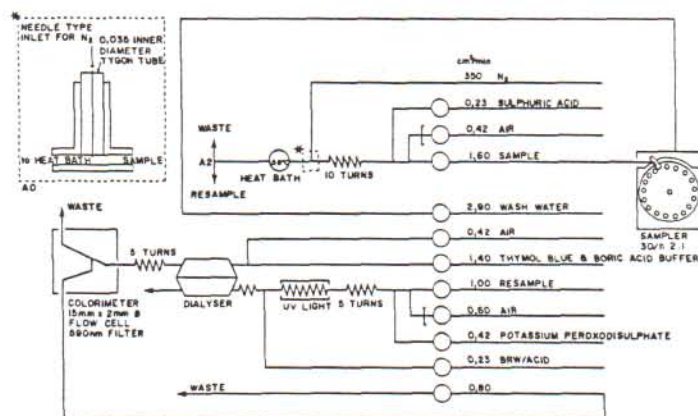 *
NEEDLE TYPE
INLET FOR N2
0,035 INNER
DIAMETER
TYGON TUBE
to HEAT BATH SAMPLE
A0
cm³/min
350 N2
0,23 SULPHURIC ACID
WASTE
0,42 AIR
*
A2
1,60 SAMPLE
HEAT BATH
10 TURNS
RESAMPLE
2,90 WASH WATER
SAMPLER
WASTE
0,42 AIR
5 TURNS
1,40 THYMOL BLUE & BORIC ACID BUFFER
1,00 RESAMPLE
DIALYSER
UV LIGHT
5 TURNS
COLORIMETER
15mm x 2mm
FLOW CELL
590nm FILTER
0,60 AIR
0,42 POTASSIUM PEROXODISULPHATE
0,23 BRW/ACID
WASTE
0,80